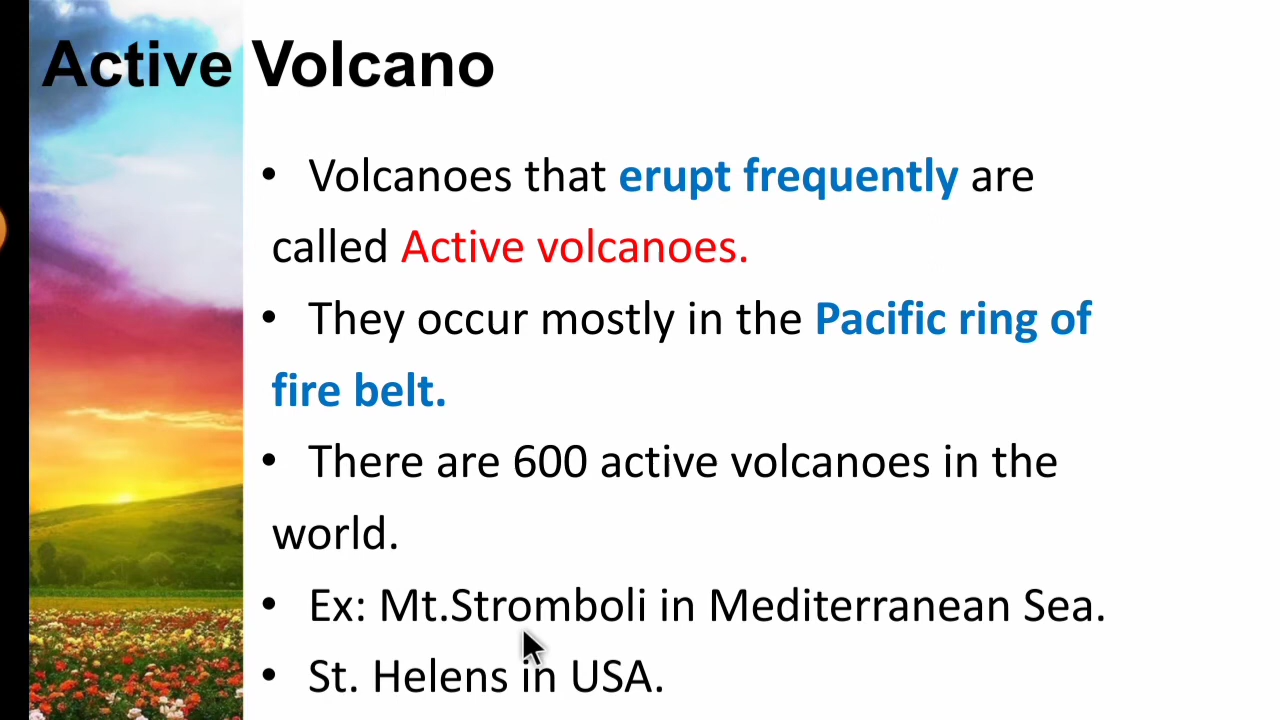 Active Volcano
• Volcanoes that erupt frequently are
called Active volcanoes.
• They occur mostly in the Pacific ring of
fire belt.
• There are 600 active volcanoes in the
world.
• Ex: Mt.Stromboli in Mediterranean Sea.
• St. Helens in USA.